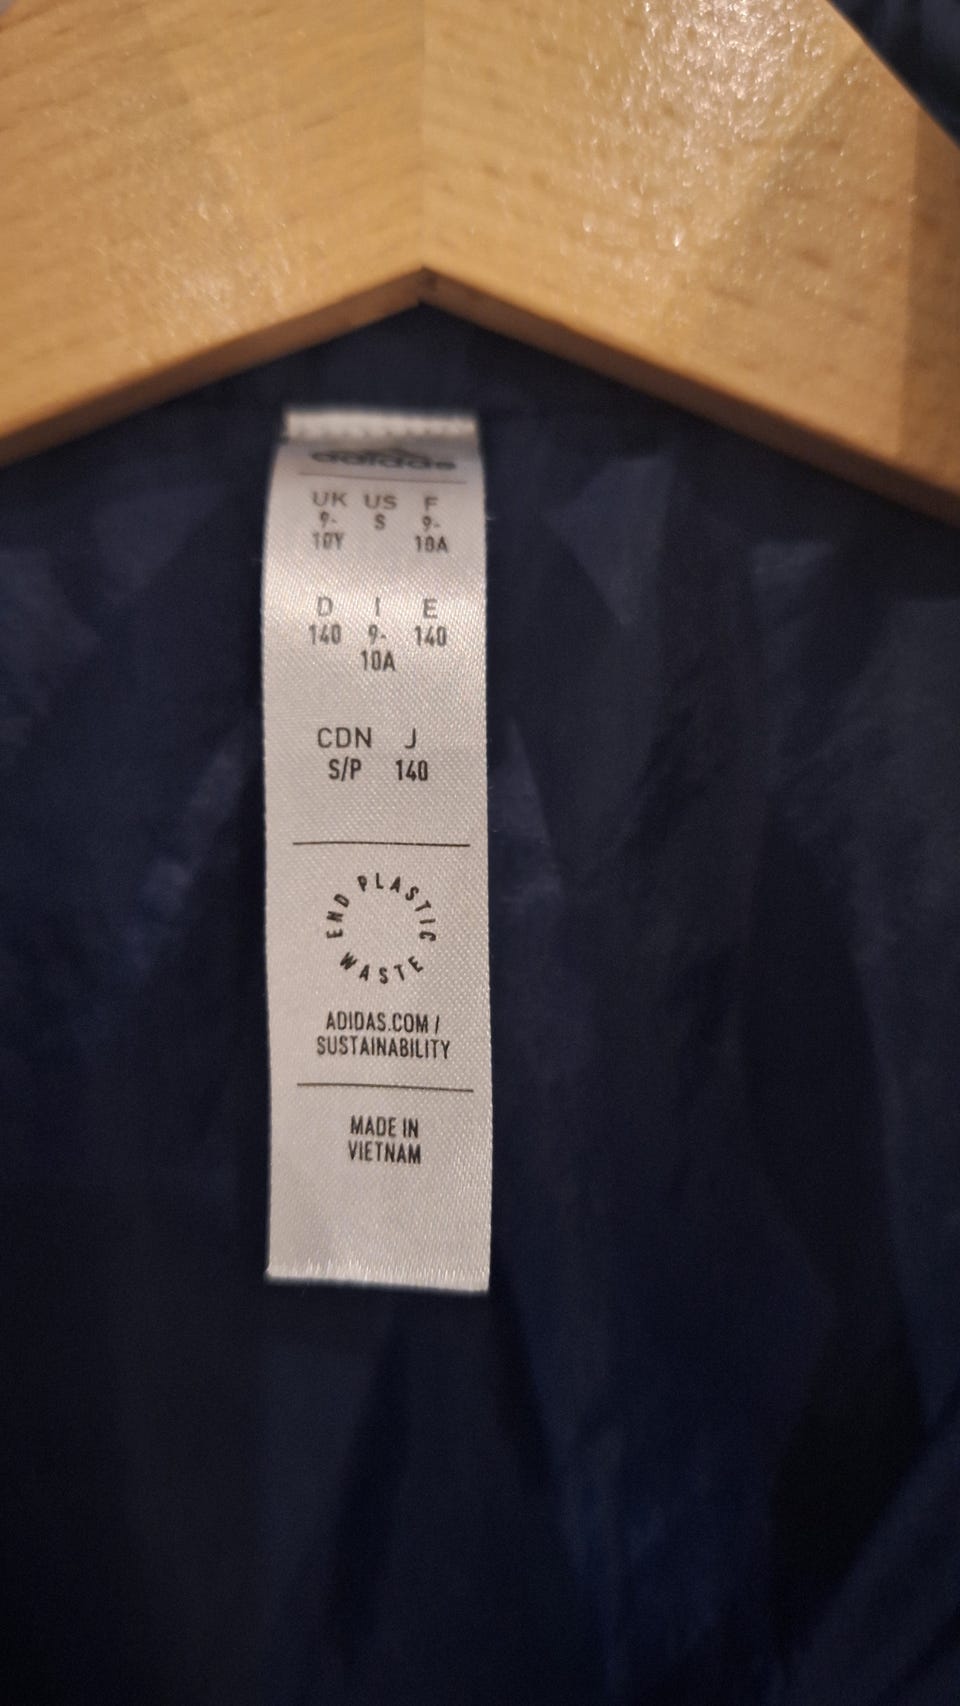 adidas
UK US F
9- S 9-
10Y 10A
D I E
140 9- 140
10A
CDN J
S/P 140
END PLASTIC WASTE
ADIDAS.COM /
SUSTAINABILITY
MADE IN
VIETNAM